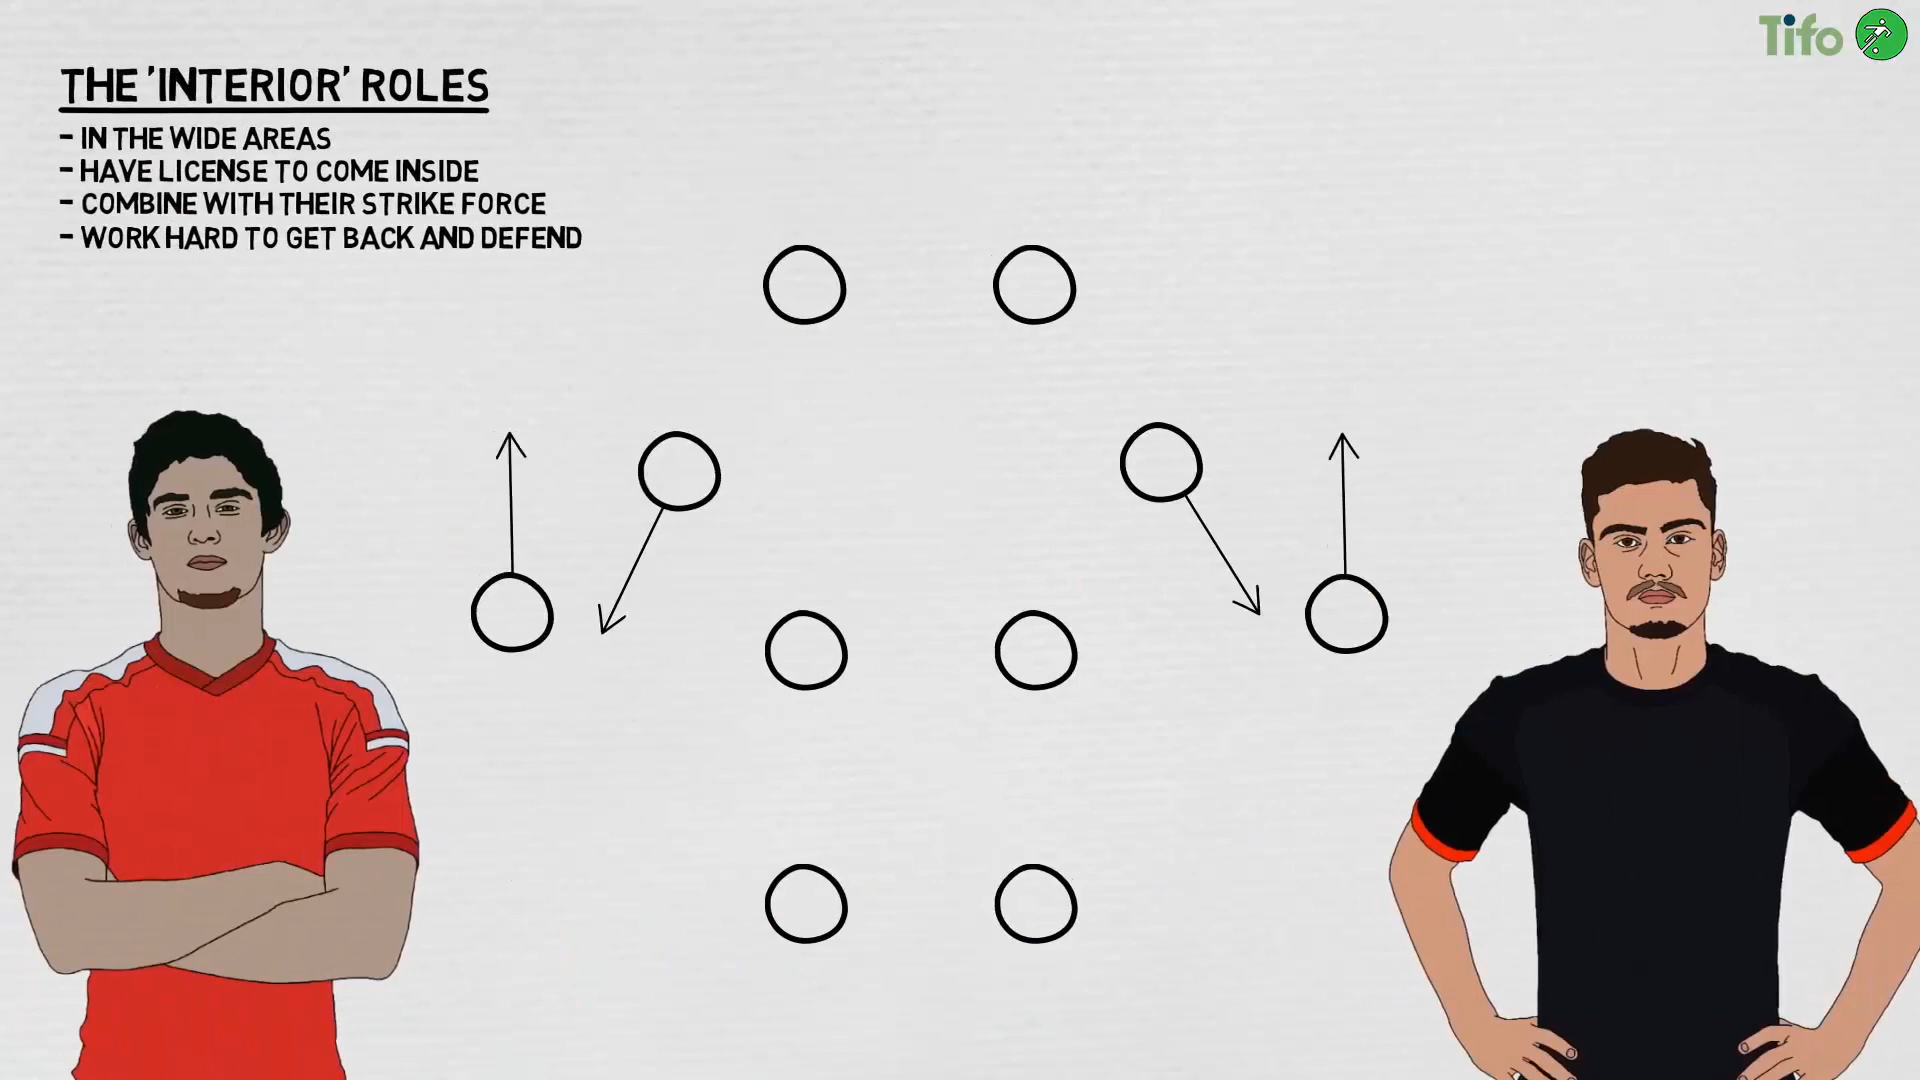 Tifo
THE 'INTERIOR' ROLES
- IN THE WIDE AREAS
- HAVE LICENSE TO COME INSIDE
- COMBINE WITH THEIR STRIKE FORCE
- WORK HARD TO GET BACK AND DEFEND